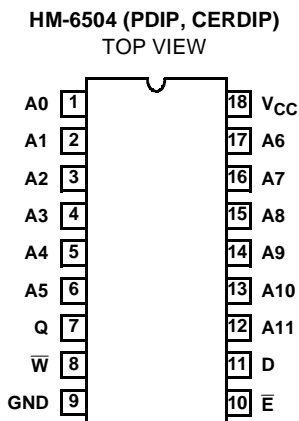 HM-6504 (PDIP, CERDIP)
TOP VIEW
A0 1 18 VCC
A1 2 17 A6
A2 3 16 A7
A3 4 15 A8
A4 5 14 A9
A5 6 13 A10
Q 7 12 A11
W̅ 8 11 D
GND 9 10 E̅